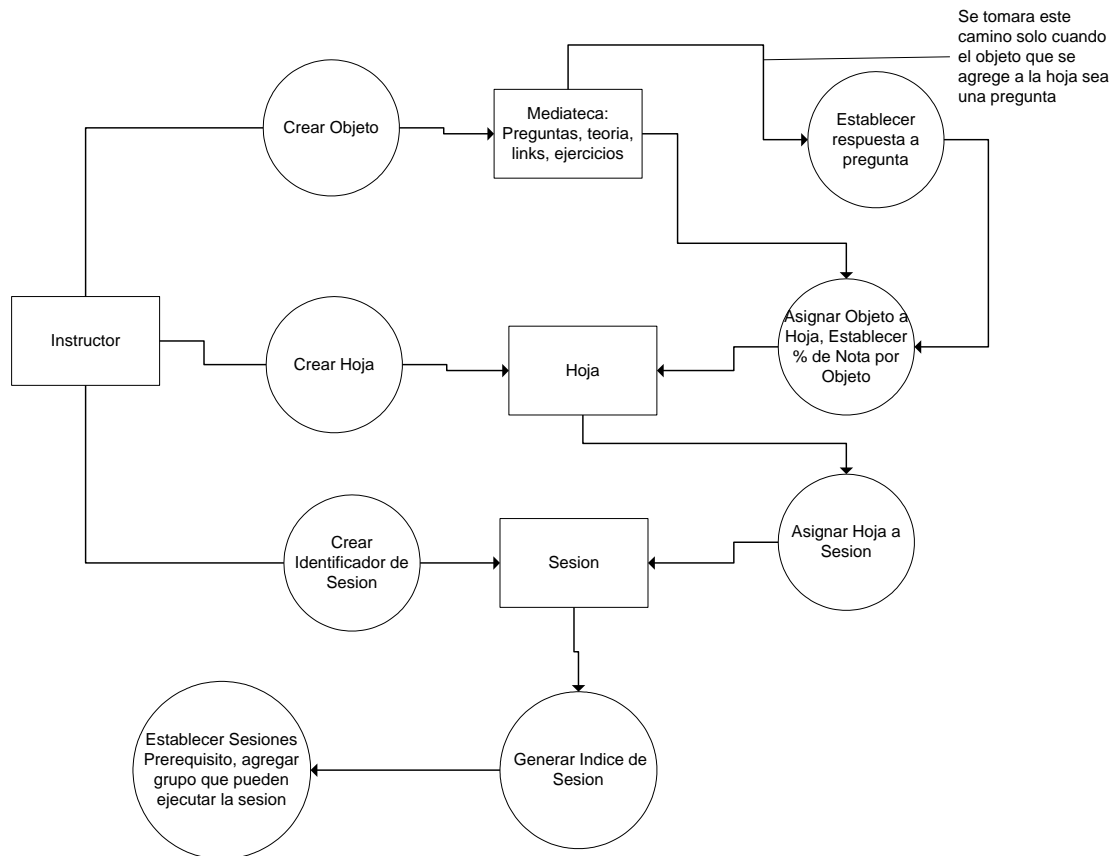 Se tomara este
camino solo cuando
el objeto que se
agrege a la hoja sea
una pregunta
Crear Objeto
Mediateca:
Preguntas, teoria,
links, ejercicios
Establecer
respuesta a
pregunta
Instructor
Crear Hoja
Hoja
Asignar Objeto a
Hoja, Establecer
% de Nota por
Objeto
Crear
Identificador de
Sesion
Sesion
Asignar Hoja a
Sesion
Establecer Sesiones
Prerequisito, agregar
grupo que pueden
ejecutar la sesion
Generar Indice de
Sesion